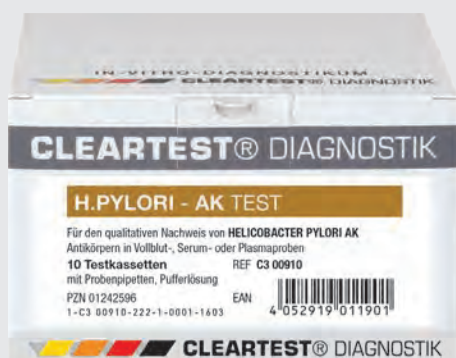 IN-VITRO-DIAGNOSTIKUM
CLEARTEST® DIAGNOSTIK
CLEARTEST® DIAGNOSTIK
H.PYLORI - AK TEST
Für den qualitativen Nachweis von HELICOBACTER PYLORI AK
Antikörpern in Vollblut-, Serum- oder Plasmaproben
10 Testkassetten REF C3 00910
mit Probenpipetten, Pufferlösung
PZN 01242596 EAN
1-C3 00910-222-1-0001-1603 4 052919 011901
CLEARTEST® DIAGNOSTIK